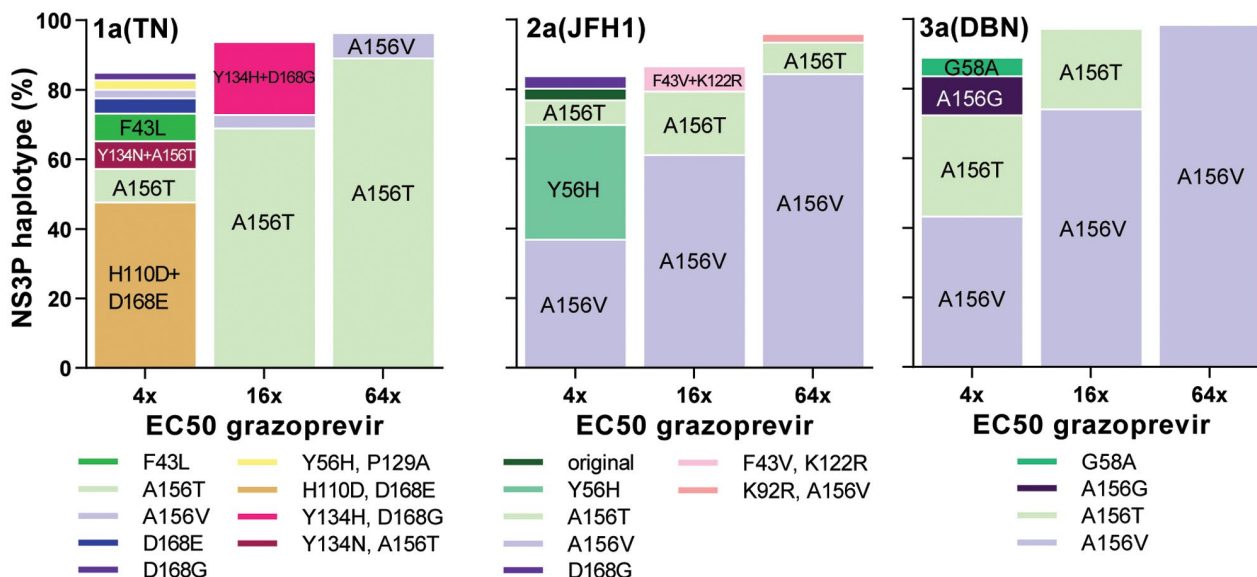 NS3P haplotype (%)
100
80
60
40
20
0
1a(TN)
F43L
Y134N+A156T
A156T
H110D+
D168E
Y134H+D168G
A156T
A156V
A156T
4x 16x 64x
EC50 grazoprevir
F43L
A156T
A156V
D168E
D168G
Y56H, P129A
H110D, D168E
Y134H, D168G
Y134N, A156T
2a(JFH1)
A156T
Y56H
A156V
F43V+K122R
A156T
A156V
A156T
A156V
4x 16x 64x
EC50 grazoprevir
original
Y56H
A156T
A156V
D168G
F43V, K122R
K92R, A156V
3a(DBN)
G58A
A156G
A156T
A156V
A156T
A156V
A156V
4x 16x 64x
EC50 grazoprevir
G58A
A156G
A156T
A156V